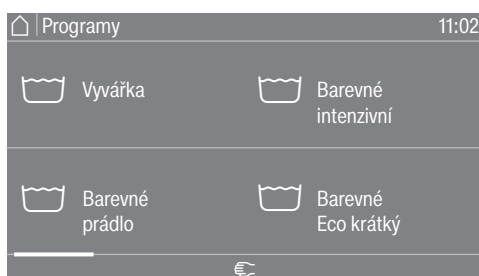 Programy 11:02
Vyvářka
Barevné
intenzivní
Barevné
prádlo
Barevné
Eco krátký